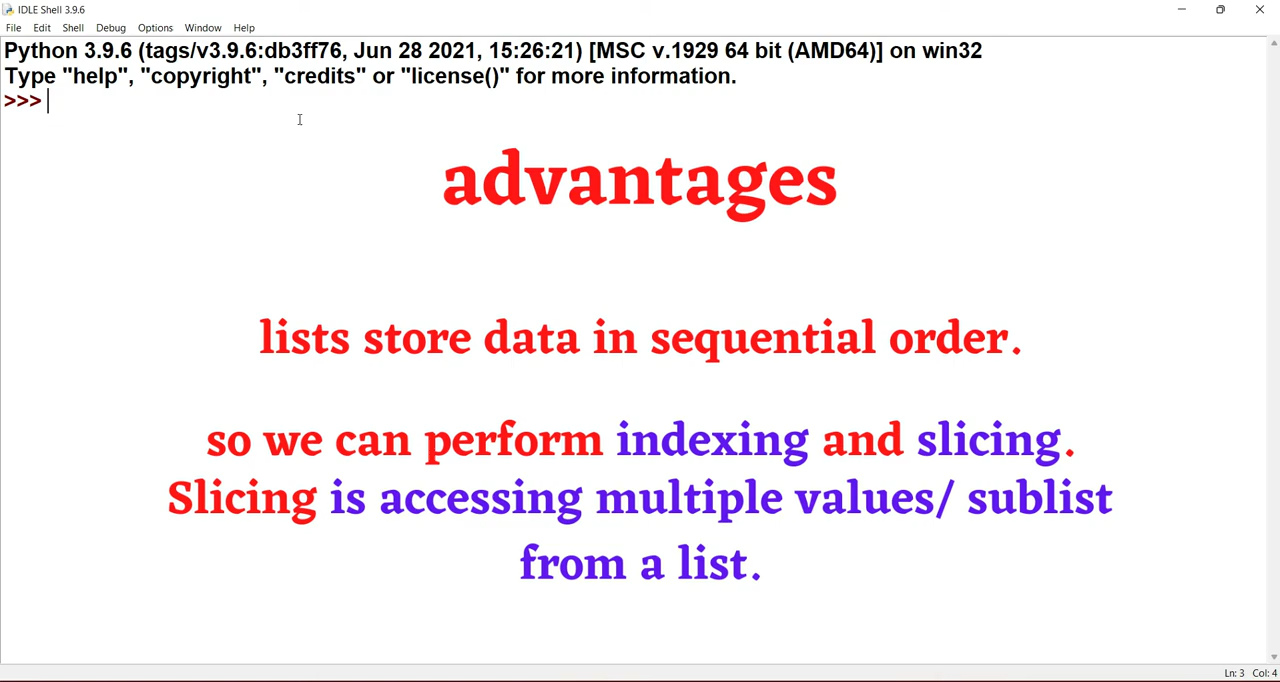 IDLE Shell 3.9.6
File Edit Shell Debug Options Window Help
Python 3.9.6 (tags/v3.9.6:db3ff76, Jun 28 2021, 15:26:21) [MSC v.1929 64 bit (AMD64)] on win32
Type "help", "copyright", "credits" or "license()" for more information.
>>>
advantages
lists store data in sequential order.
so we can perform indexing and slicing.
Slicing is accessing multiple values/ sublist
from a list.
Ln: 3 Col: 4